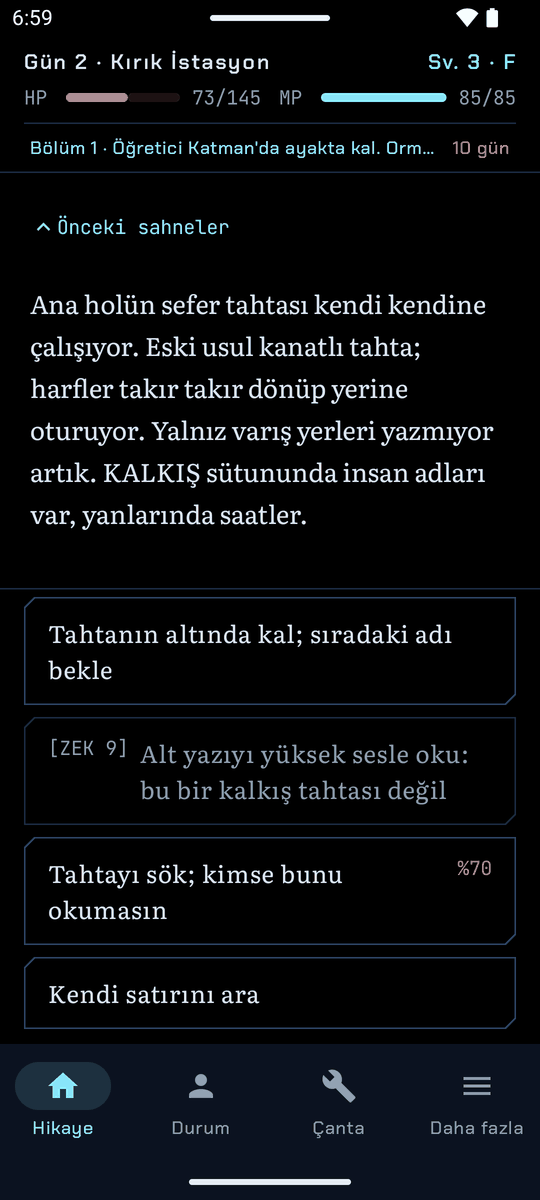 6:59
Gün 2 · Kırık İstasyon Sv. 3 · F
HP 73/145 MP 85/85
Bölüm 1 · Öğretici Katman'da ayakta kal. Orm... 10 gün
Önceki sahneler
Ana holün sefer tahtası kendi kendine
çalışıyor. Eski usul kanatlı tahta;
harfler takır takır dönüp yerine
oturuyor. Yalnız varış yerleri yazmıyor
artık. KALKIŞ sütununda insan adları
var, yanlarında saatler.
Tahtanın altında kal; sıradaki adı
bekle
[ZEK 9] Alt yazıyı yüksek sesle oku:
bu bir kalkış tahtası değil
Tahtayı sök; kimse bunu %70
okumasın
Kendi satırını ara
Hikaye Durum Çanta Daha fazla